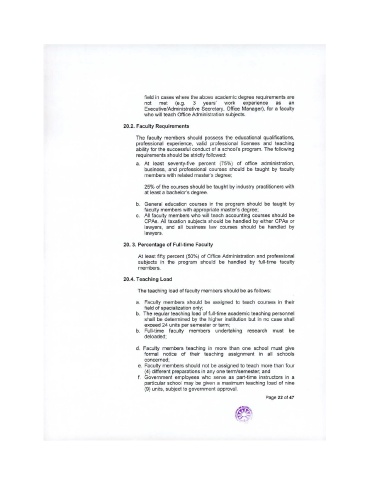 field in cases where the above academic degree requirements are
not met (e.g. 3 years' work experience as an
Executive/Administrative Secretary, Office Manager), for a faculty
who will teach Office Administration subjects.
20.2. Faculty Requirements
The faculty members should possess the educational qualifications,
professional experience, valid professional licenses and teaching
ability for the successful conduct of a school's program. The following
requirements should be strictly followed:
a. At least seventy-five percent (75%) of office administration,
business, and professional courses should be taught by faculty
members with related master's degree;
25% of the courses should be taught by industry practitioners with
at least a bachelor's degree.
b. General education courses in the program should be taught by
faculty members with appropriate master's degree.
c. All faculty members who will teach accounting courses should be
CPAs. All taxation subjects should be handled by either CPAs or
lawyers, and all business law courses should be handled by
lawyers.
20. 3. Percentage of Full-time Faculty
At least fifty percent (50%) of Office Administration and professional
subjects in the program should be handled by full-time faculty
members.
20.4. Teaching Load
The teaching load of faculty members should be as follows:
a. Faculty members should be assigned to teach courses in their
field of specialization only;
b. The regular teaching load of full-time academic teaching personnel
shall be determined by the higher institution but in no case shall
exceed 24 units per semester or term;
b. Full-time faculty members undertaking research must be
deloaded;
d. Faculty members teaching in more than one school must give
formal notice of their teaching assignment in all schools
concerned;
e. Faculty members should not be assigned to teach more than four
(4) different preparations in any one term/semester; and
f. Government employees who serve as part-time instructors in a
particular school may be given a maximum teaching load of nine
(9) units, subject to government approval.
Page 22 of 47